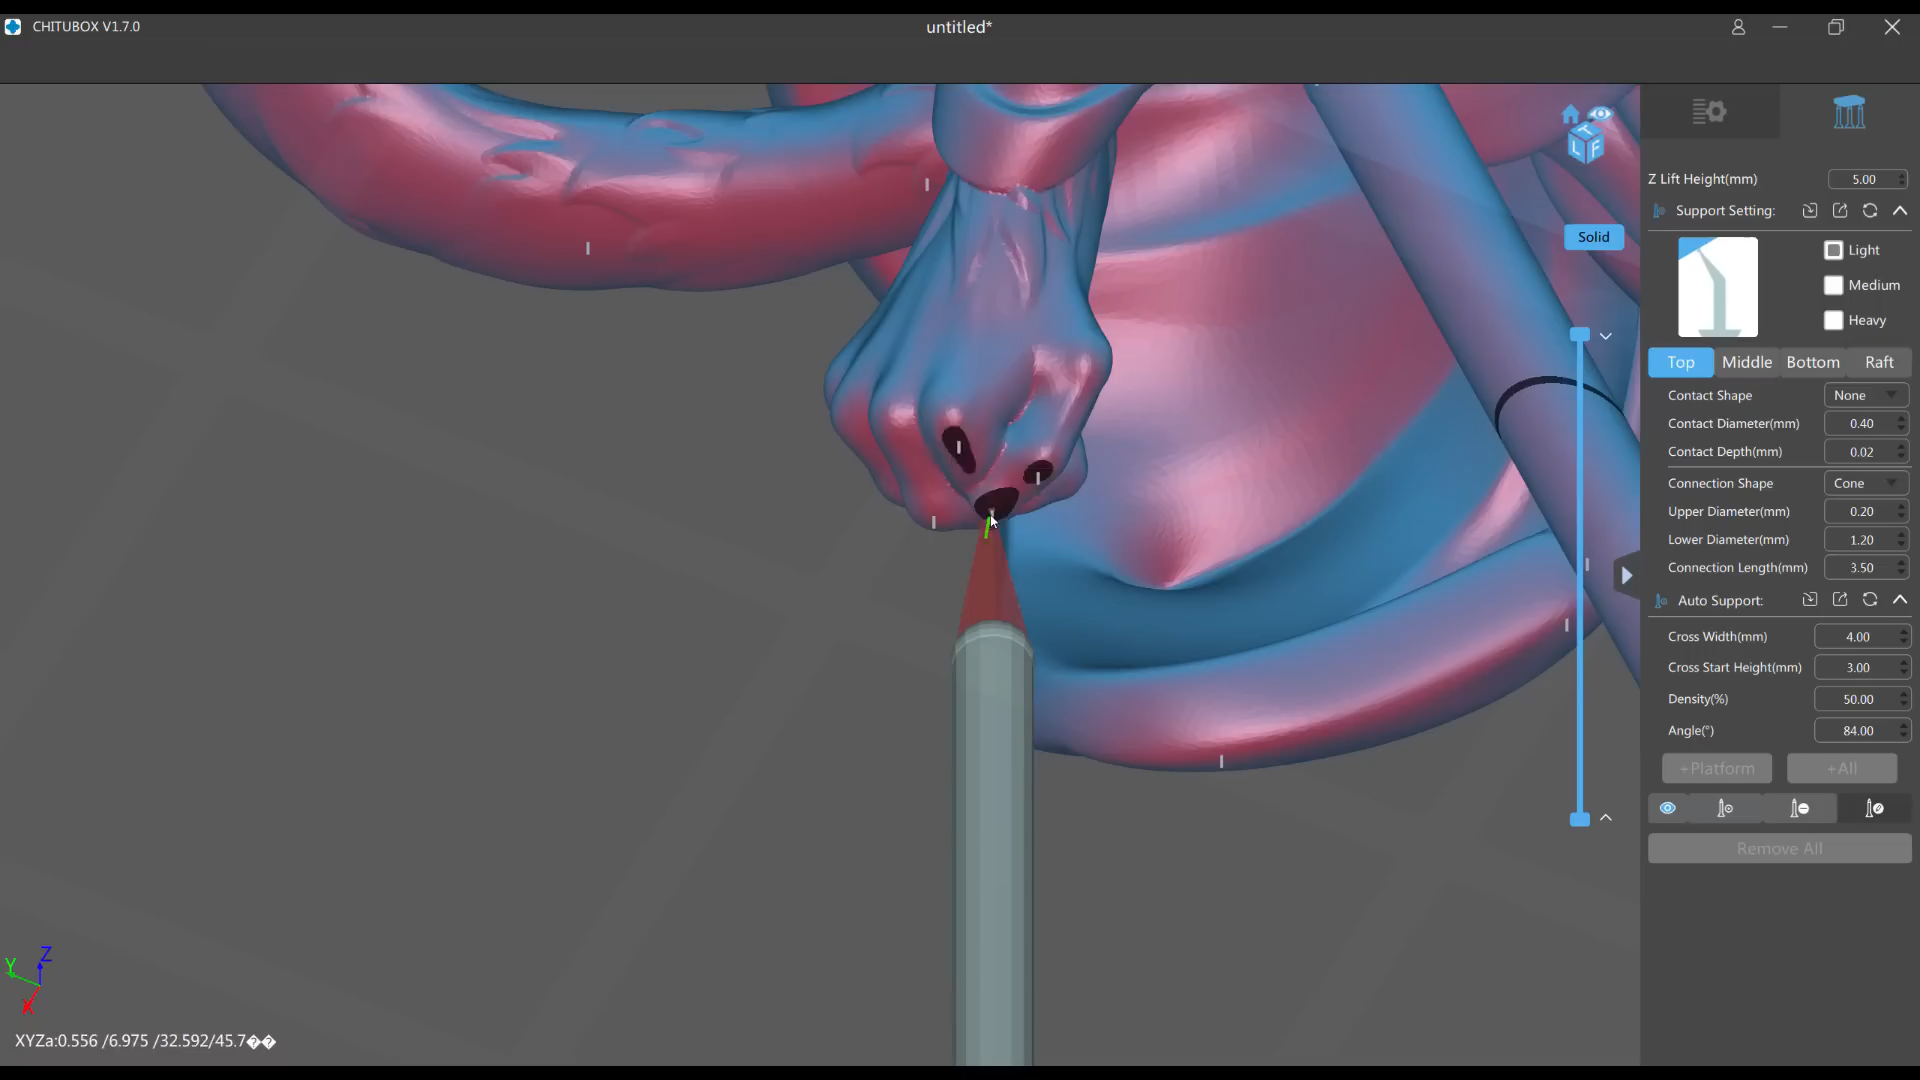 CHITUBOX V1.7.0
untitled*
T
L F
Solid
Z Lift Height(mm) 5.00
Support Setting:
Light
Medium
Heavy
Top Middle Bottom Raft
Contact Shape None
Contact Diameter(mm) 0.40
Contact Depth(mm) 0.02
Connection Shape Cone
Upper Diameter(mm) 0.20
Lower Diameter(mm) 1.20
Connection Length(mm) 3.50
Auto Support:
Cross Width(mm) 4.00
Cross Start Height(mm) 3.00
Density(%) 50.00
Angle(°) 84.00
+Platform +All
Remove All
Z
Y
X
XYZa:0.556 /6.975 /32.592/45.7��